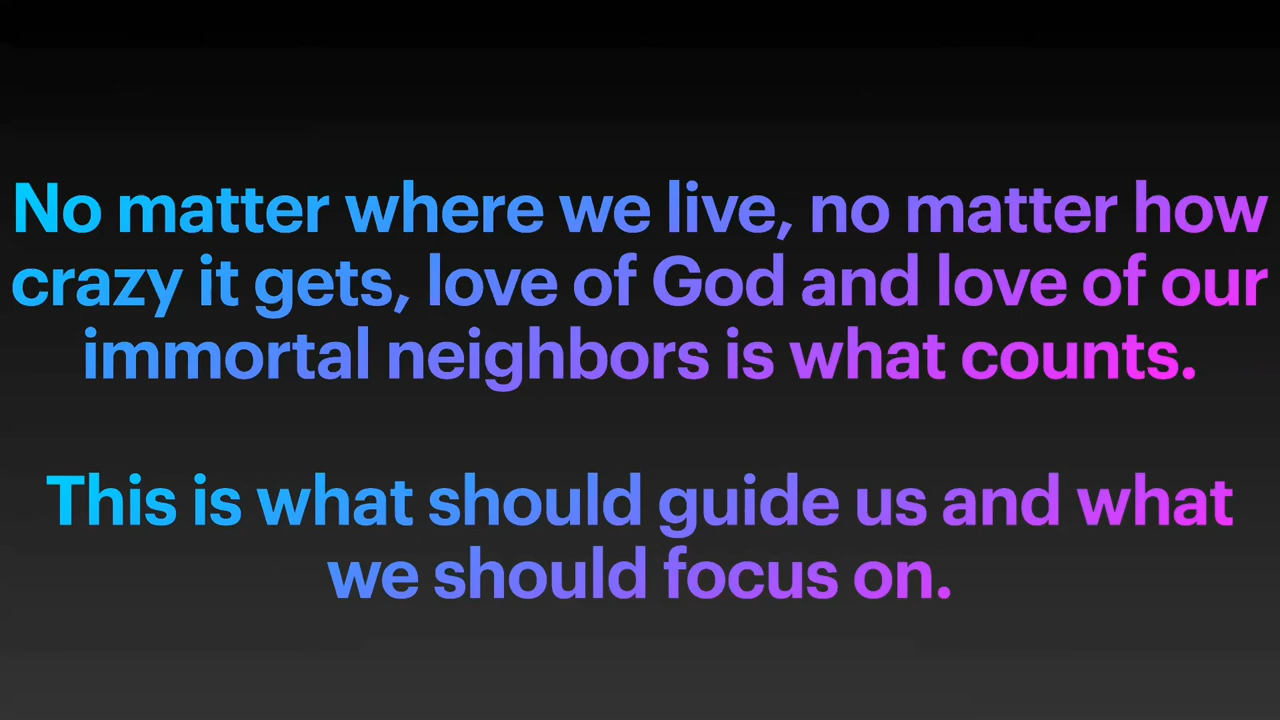 No matter where we live, no matter how
crazy it gets, love of God and love of our
immortal neighbors is what counts.
This is what should guide us and what
we should focus on.